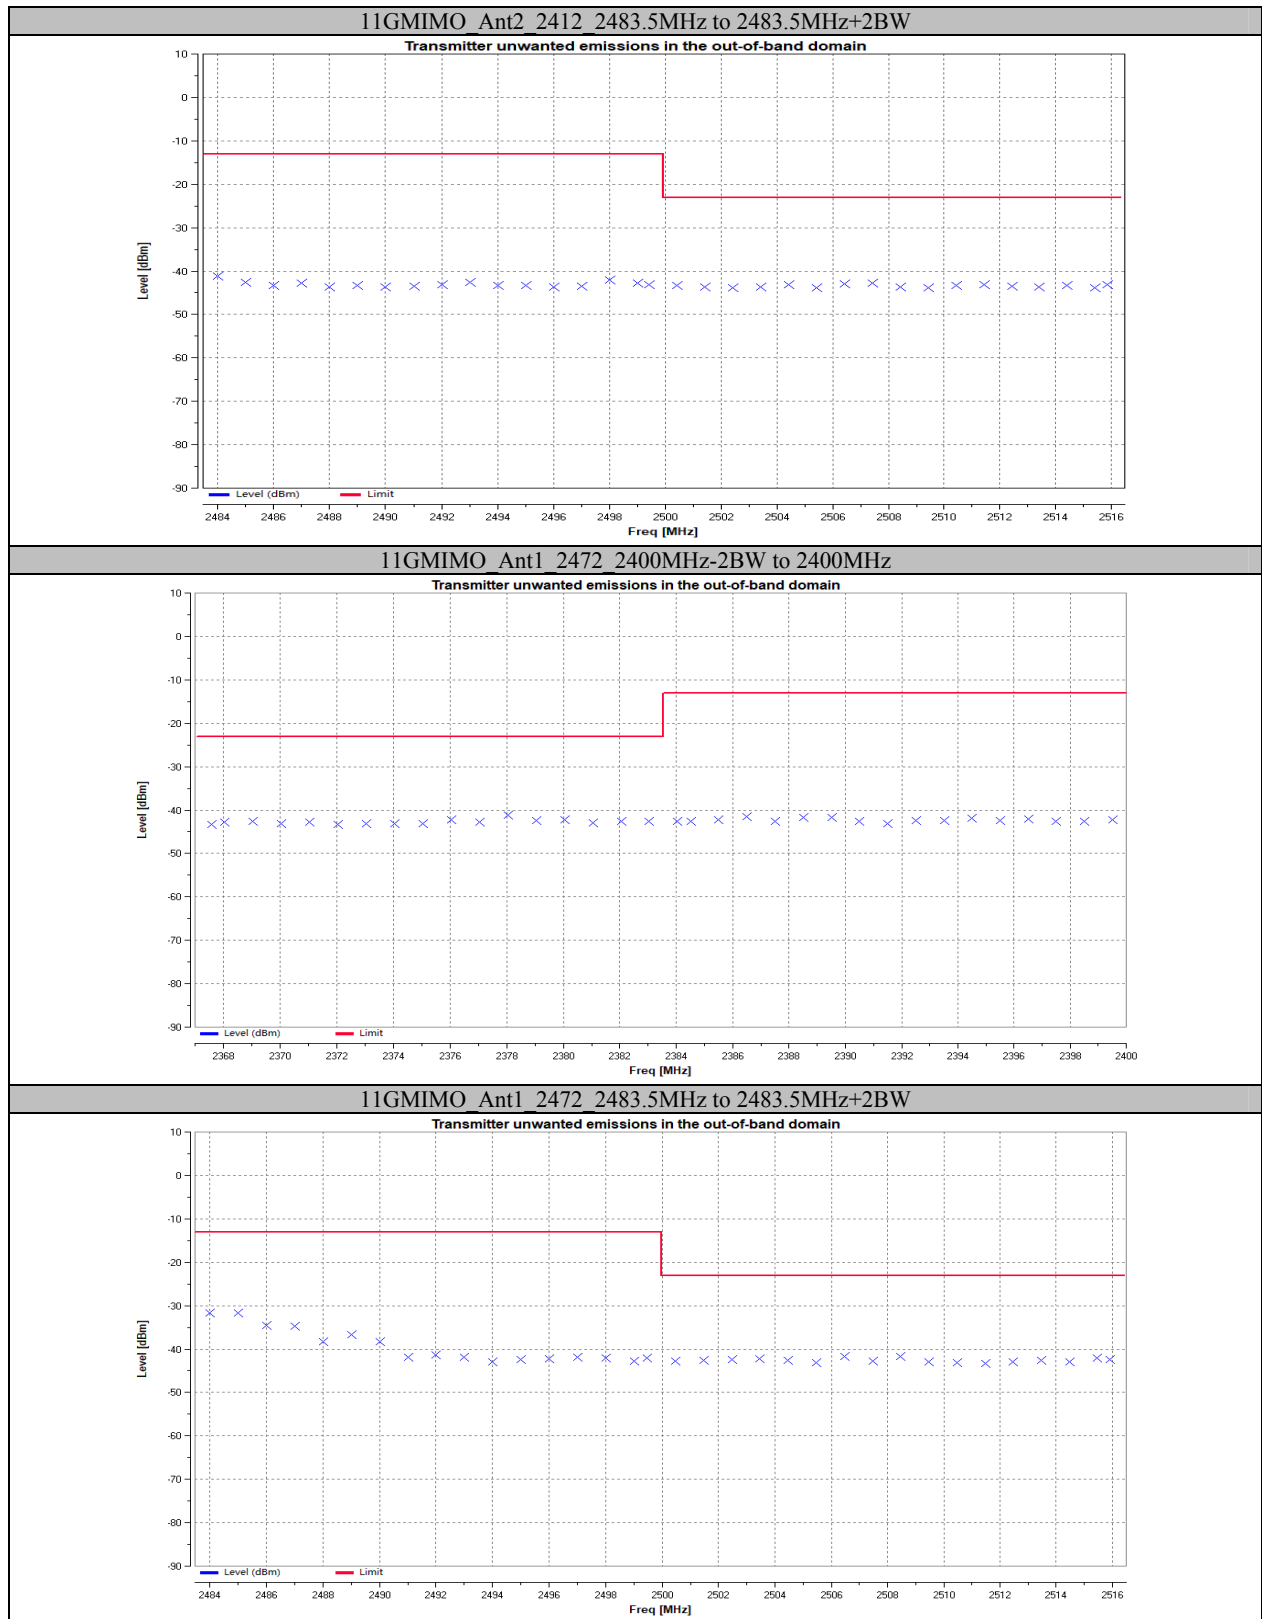 11GMIMO_Ant2_2412_2483.5MHz to 2483.5MHz+2BW
Transmitter unwanted emissions in the out-of-band domain
10
0
-10
-20
-30
-40
-50
-60
-70
-80
-90
Level [dBm]
Level (dBm) Limit
2484 2486 2488 2490 2492 2494 2496 2498 2500 2502 2504 2506 2508 2510 2512 2514 2516
Freq [MHz]
11GMIMO_Ant1_2472_2400MHz-2BW to 2400MHz
Transmitter unwanted emissions in the out-of-band domain
10
0
-10
-20
-30
-40
-50
-60
-70
-80
-90
Level [dBm]
Level (dBm) Limit
2368 2370 2372 2374 2376 2378 2380 2382 2384 2386 2388 2390 2392 2394 2396 2398 2400
Freq [MHz]
11GMIMO_Ant1_2472_2483.5MHz to 2483.5MHz+2BW
Transmitter unwanted emissions in the out-of-band domain
10
0
-10
-20
-30
-40
-50
-60
-70
-80
-90
Level [dBm]
Level (dBm) Limit
2484 2486 2488 2490 2492 2494 2496 2498 2500 2502 2504 2506 2508 2510 2512 2514 2516
Freq [MHz]